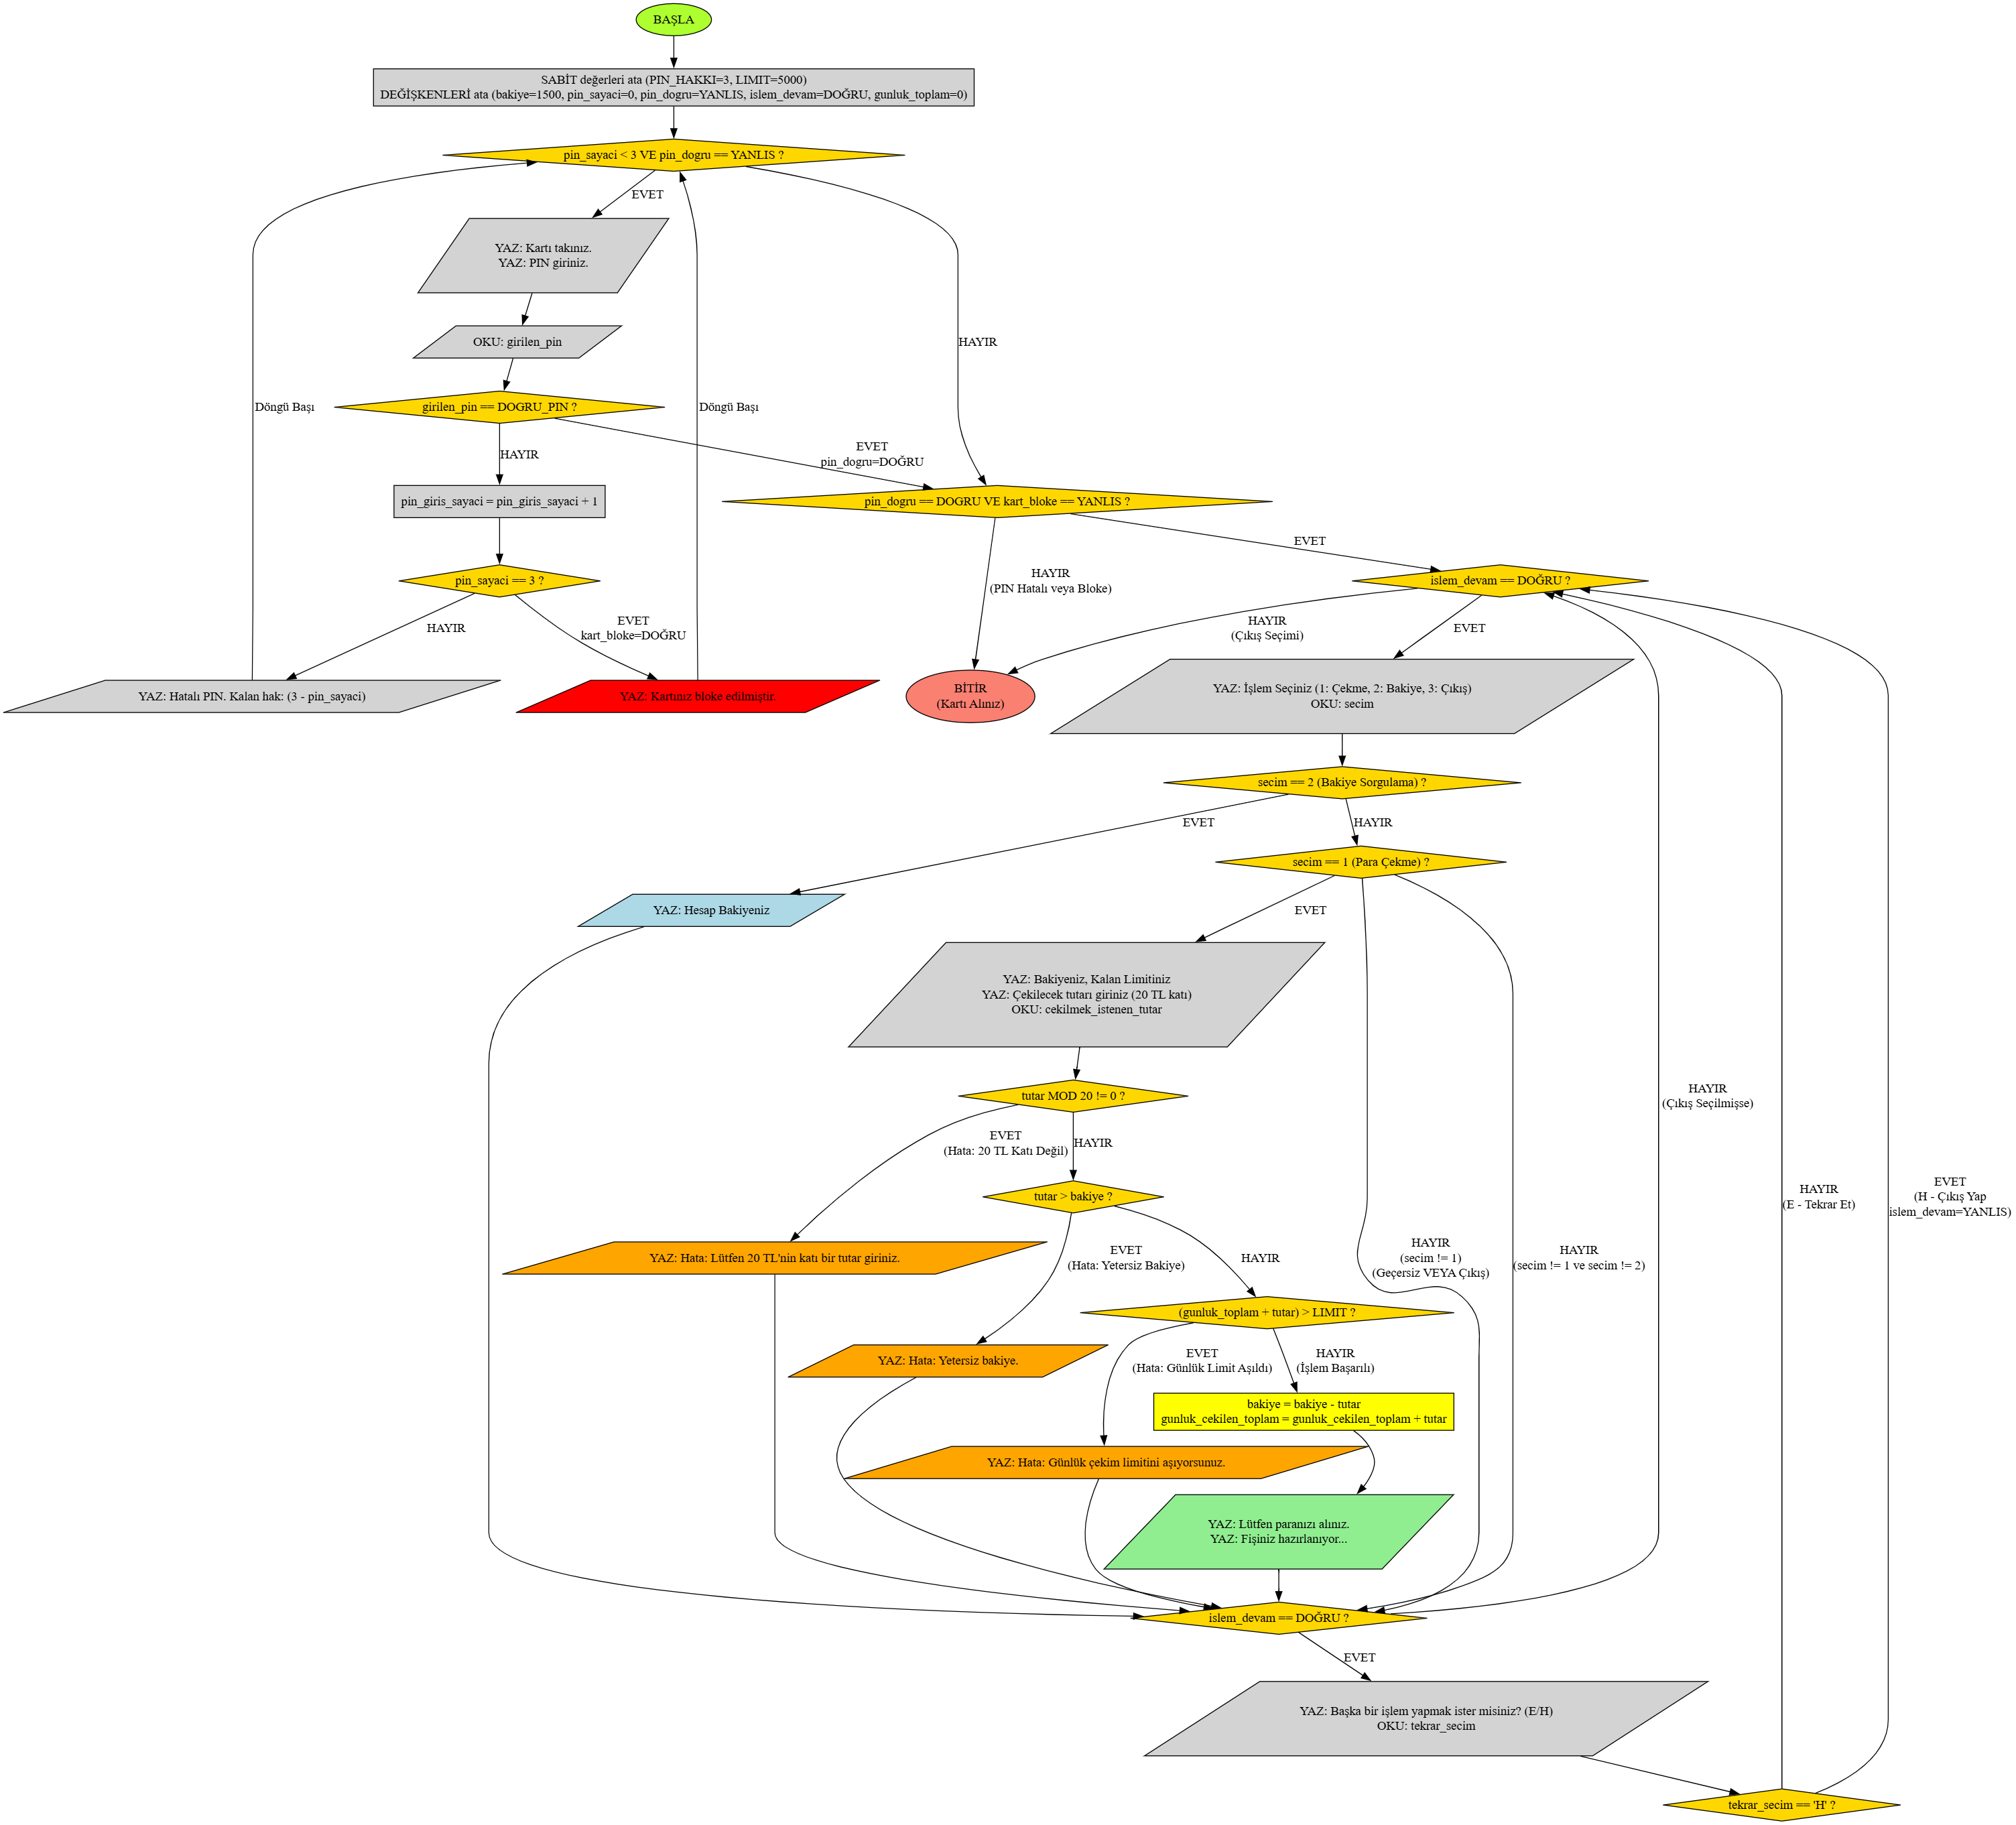 BAŞLA
SABİT değerleri ata (PIN_HAKKI=3, LIMIT=5000)
DEĞİŞKENLERİ ata (bakiye=1500, pin_sayaci=0, pin_dogru=YANLIS, islem_devam=DOĞRU, gunluk_toplam=0)
pin_sayaci < 3 VE pin_dogru == YANLIS ?
EVET
YAZ: Kartı takınız.
YAZ: PIN giriniz.
HAYIR
OKU: girilen_pin
Döngü Başı
girilen_pin == DOGRU_PIN ?
Döngü Başı
EVET
pin_dogru=DOĞRU
HAYIR
pin_giris_sayaci = pin_giris_sayaci + 1
pin_dogru == DOGRU VE kart_bloke == YANLIS ?
EVET
HAYIR
(PIN Hatalı veya Bloke)
pin_sayaci == 3 ?
islem_devam == DOĞRU ?
HAYIR
EVET
kart_bloke=DOĞRU
HAYIR
(Çıkış Seçimi)
EVET
YAZ: Hatalı PIN. Kalan hak: (3 - pin_sayaci)
YAZ: Kartınız bloke edilmiştir.
BİTİR
(Kartı Alınız)
YAZ: İşlem Seçiniz (1: Çekme, 2: Bakiye, 3: Çıkış)
OKU: secim
secim == 2 (Bakiye Sorgulama) ?
EVET
HAYIR
secim == 1 (Para Çekme) ?
YAZ: Hesap Bakiyeniz
EVET
YAZ: Bakiyeniz, Kalan Limitiniz
YAZ: Çekilecek tutarı giriniz (20 TL katı)
OKU: cekilmek_istenen_tutar
tutar MOD 20 != 0 ?
HAYIR
(Çıkış Seçilmişse)
EVET
(Hata: 20 TL Katı Değil)
HAYIR
tutar > bakiye ?
HAYIR
(E - Tekrar Et)
EVET
(H - Çıkış Yap
islem_devam=YANLIS)
YAZ: Hata: Lütfen 20 TL'nin katı bir tutar giriniz.
EVET
(Hata: Yetersiz Bakiye)
HAYIR
HAYIR
(secim != 1)
(Geçersiz VEYA Çıkış)
HAYIR
(secim != 1 ve secim != 2)
(gunluk_toplam + tutar) > LIMIT ?
YAZ: Hata: Yetersiz bakiye.
EVET
(Hata: Günlük Limit Aşıldı)
HAYIR
(İşlem Başarılı)
bakiye = bakiye - tutar
gunluk_cekilen_toplam = gunluk_cekilen_toplam + tutar
YAZ: Hata: Günlük çekim limitini aşıyorsunuz.
YAZ: Lütfen paranızı alınız.
YAZ: Fişiniz hazırlanıyor...
islem_devam == DOĞRU ?
EVET
YAZ: Başka bir işlem yapmak ister misiniz? (E/H)
OKU: tekrar_secim
tekrar_secim == 'H' ?